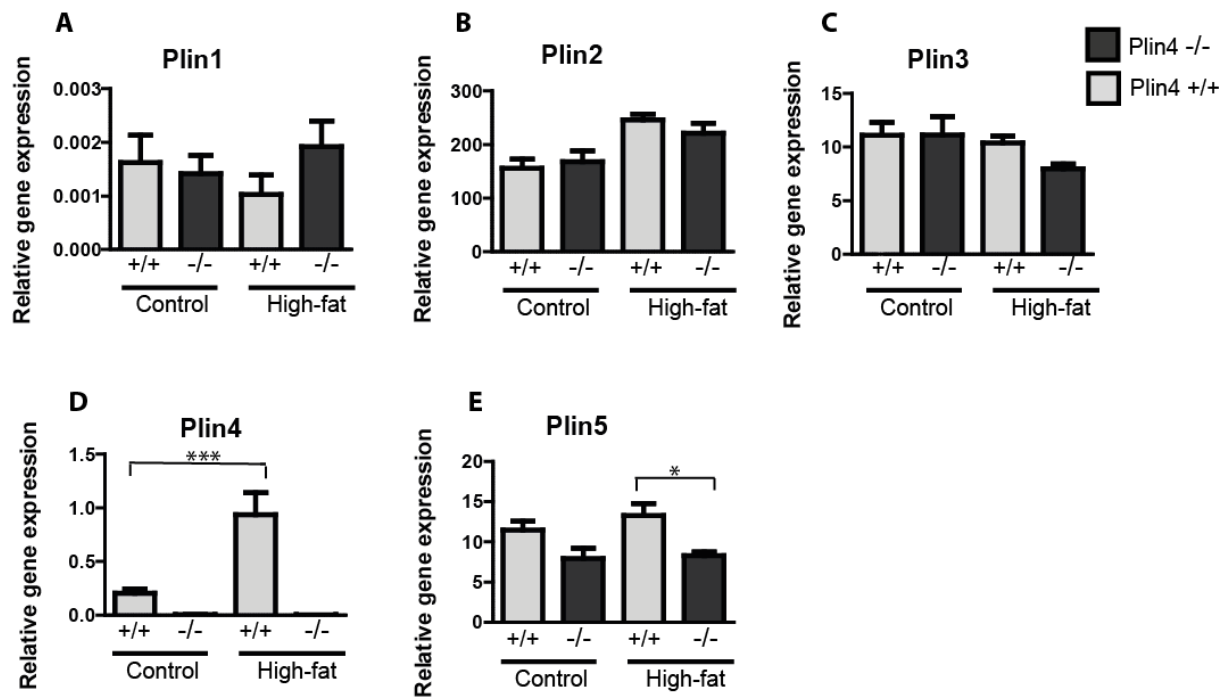 A
Plin1
Relative gene expression
0.003
0.002
0.001
0.000
+/+ -/- +/+ -/-
Control High-fat
B
Plin2
Relative gene expression
300
200
100
0
+/+ -/- +/+ -/-
Control High-fat
C
Plin3
Relative gene expression
15
10
5
0
+/+ -/- +/+ -/-
Control High-fat
Plin4 -/-
Plin4 +/+
D
Plin4
Relative gene expression
1.5
1.0
0.5
0.0
***
+/+ -/- +/+ -/-
Control High-fat
E
Plin5
Relative gene expression
20
15
10
5
0
*
+/+ -/- +/+ -/-
Control High-fat